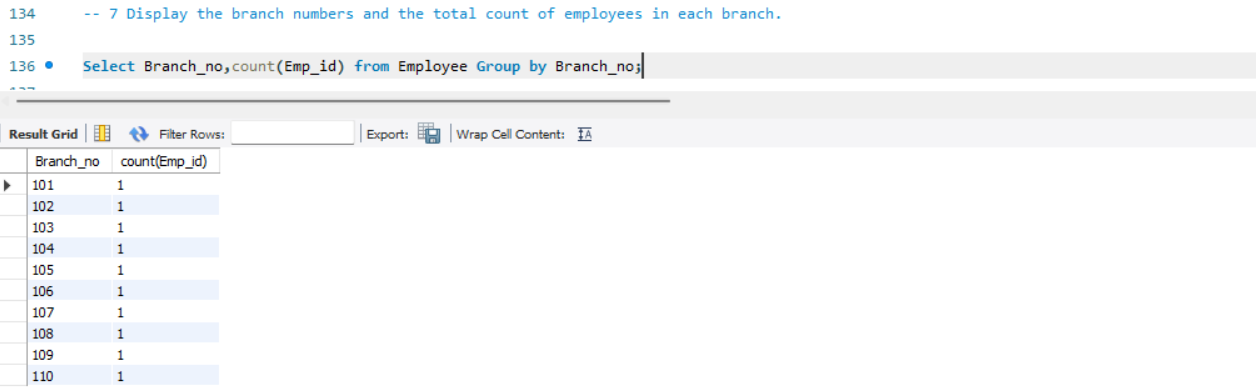 134 -- 7 Display the branch numbers and the total count of employees in each branch.
135
136 Select Branch_no,count(Emp_id) from Employee Group by Branch_no;
Result Grid Filter Rows: Export: Wrap Cell Content:
Branch_no count(Emp_id)
101 1
102 1
103 1
104 1
105 1
106 1
107 1
108 1
109 1
110 1